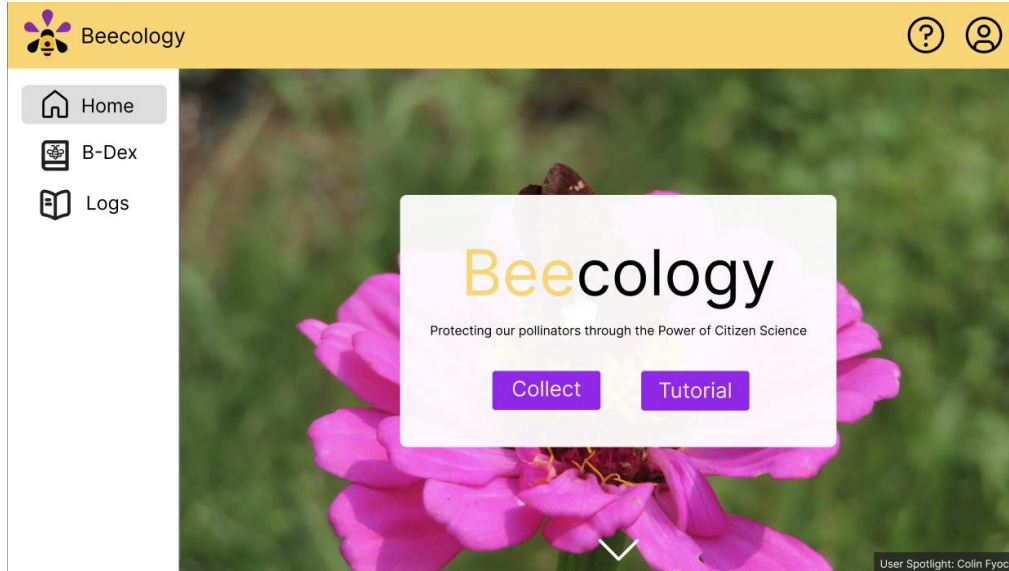 Beecology
Home
B-Dex
Logs
Beecology
Protecting our pollinators through the Power of Citizen Science
Collect
Tutorial
User Spotlight: Colin Fyoc